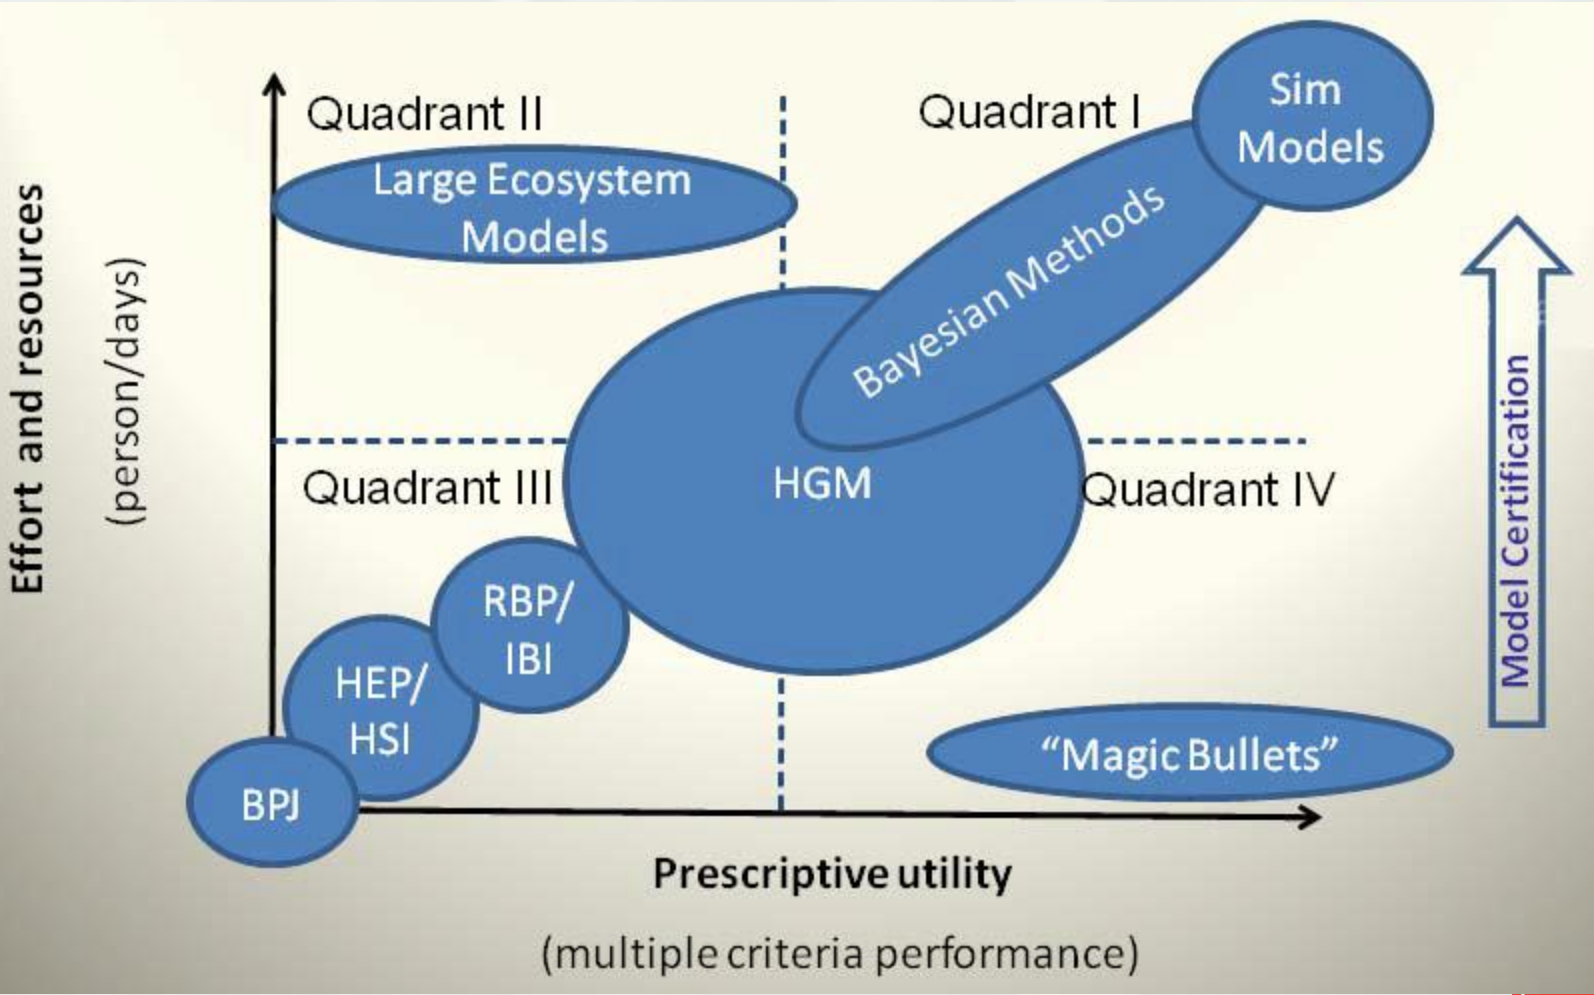 Quadrant II
Quadrant I
Sim
Models
Large Ecosystem
Models
Bayesian Methods
Effort and resources
(person/days)
Quadrant III
HGM
Quadrant IV
Model Certification
RBP/
IBI
HEP/
HSI
BPJ
“Magic Bullets”
Prescriptive utility
(multiple criteria performance)